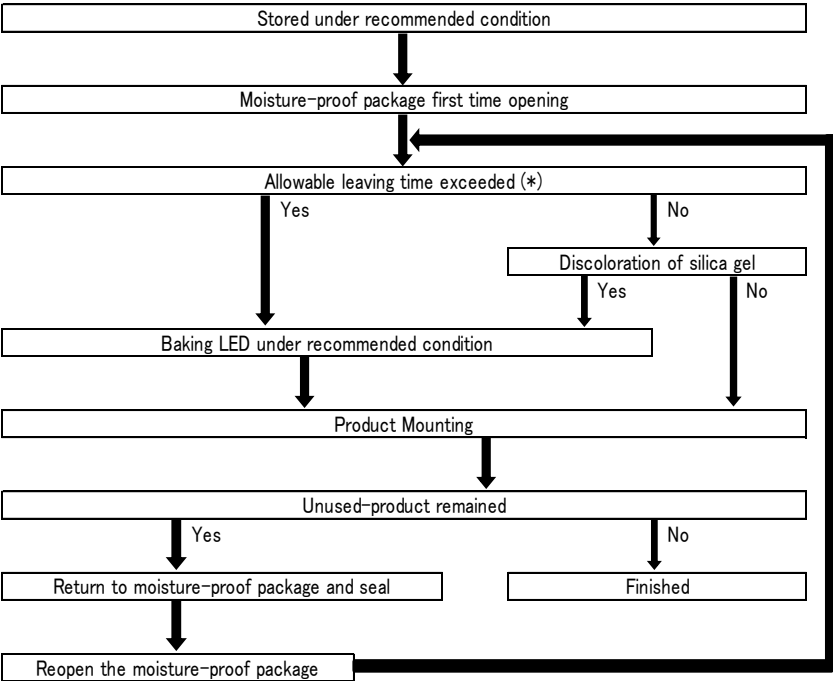 Stored under recommended condition
Moisture-proof package first time opening
Allowable leaving time exceeded (*)
Yes
No
Discoloration of silica gel
Yes
No
Baking LED under recommended condition
Product Mounting
Unused-product remained
Yes
No
Return to moisture-proof package and seal
Finished
Reopen the moisture-proof package